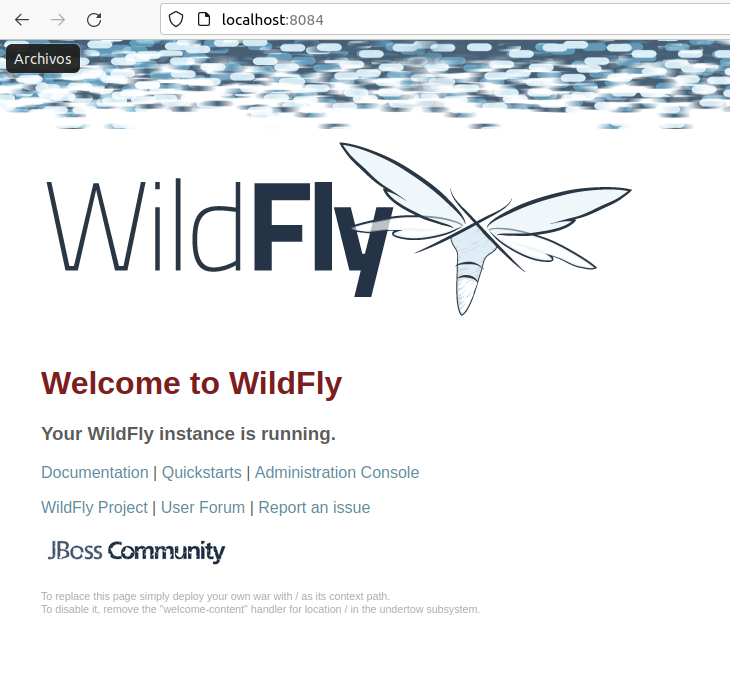 localhost:8084
Archivos
WildFly
Welcome to WildFly
Your WildFly instance is running.
Documentation | Quickstarts | Administration Console
WildFly Project | User Forum | Report an issue
JBoss Community
To replace this page simply deploy your own war with / as its context path.
To disable it, remove the "welcome-content" handler for location / in the undertow subsystem.